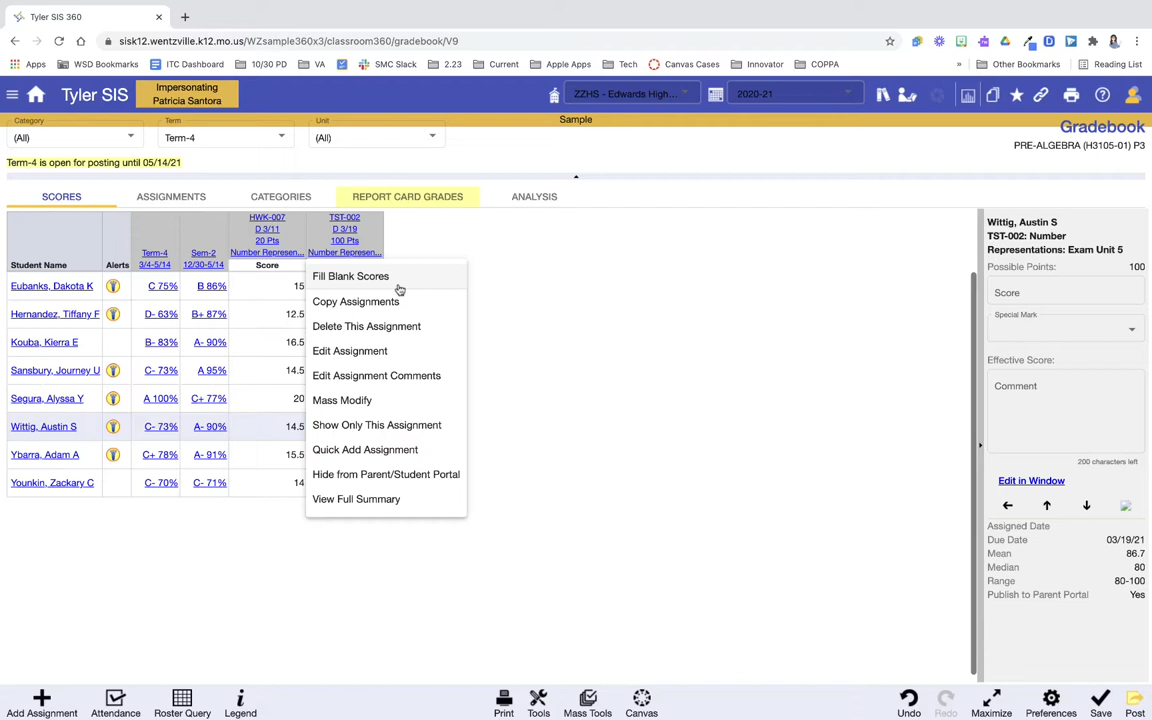 Tyler SIS 360
sisk12.wentzville.k12.mo.us/WZsample360x3/classroom360/gradebook/V9
Apps WSD Bookmarks ITC Dashboard 10/30 PD VA SMC Slack 2.23 Current Apple Apps Tech Canvas Cases Innovator COPPA » Other Bookmarks Reading List
Tyler SIS Impersonating Patricia Santora ZZHS - Edwards High... 2020-21
Sample
Category Term Unit
(All) Term-4 (All)
Gradebook
PRE-ALGEBRA (H3105-01) P3
Term-4 is open for posting until 05/14/21
SCORES ASSIGNMENTS CATEGORIES REPORT CARD GRADES ANALYSIS
HWK-007 TST-002
D 3/11 D 3/19
20 Pts 100 Pts
Term-4 Sem-2 Number Represen... Number Represen...
Student Name Alerts 3/4-5/14 12/30-5/14 Score
Eubanks, Dakota K C 75% B 86% 15
Hernandez, Tiffany F D- 63% B+ 87% 12.5
Kouba, Kierra E B- 83% A- 90% 16.5
Sansbury, Journey U C- 73% A 95% 14.5
Segura, Alyssa Y A 100% C+ 77% 20
Wittig, Austin S C- 73% A- 90% 14.5
Ybarra, Adam A C+ 78% A- 91% 15.5
Younkin, Zackary C C- 70% C- 71% 14
Fill Blank Scores
Copy Assignments
Delete This Assignment
Edit Assignment
Edit Assignment Comments
Mass Modify
Show Only This Assignment
Quick Add Assignment
Hide from Parent/Student Portal
View Full Summary
Wittig, Austin S
TST-002: Number
Representations: Exam Unit 5
Possible Points: 100
Score
Special Mark
Effective Score:
Comment
200 characters left
Edit in Window
Assigned Date
Due Date 03/19/21
Mean 86.7
Median 80
Range 80-100
Publish to Parent Portal Yes
Add Assignment Attendance Roster Query Legend Print Tools Mass Tools Canvas Undo Redo Maximize Preferences Save Post